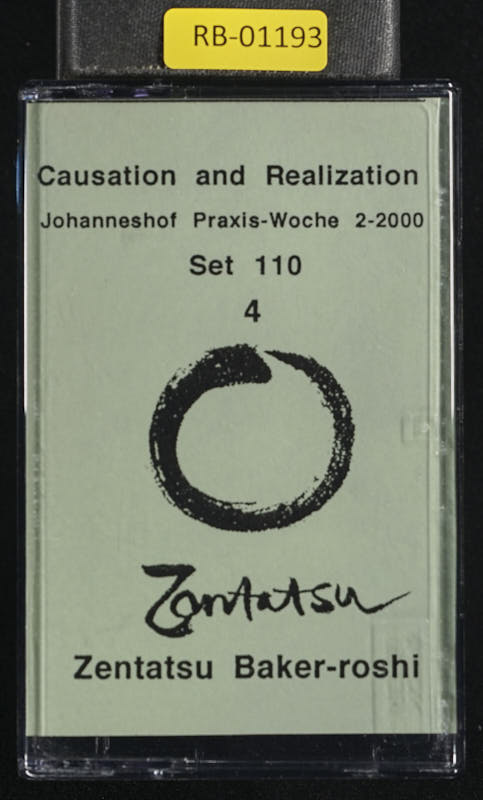 RB-01193
Causation and Realization
Johanneshof Praxis-Woche 2-2000
Set 110
4
Zentatsu
Zentatsu Baker-roshi